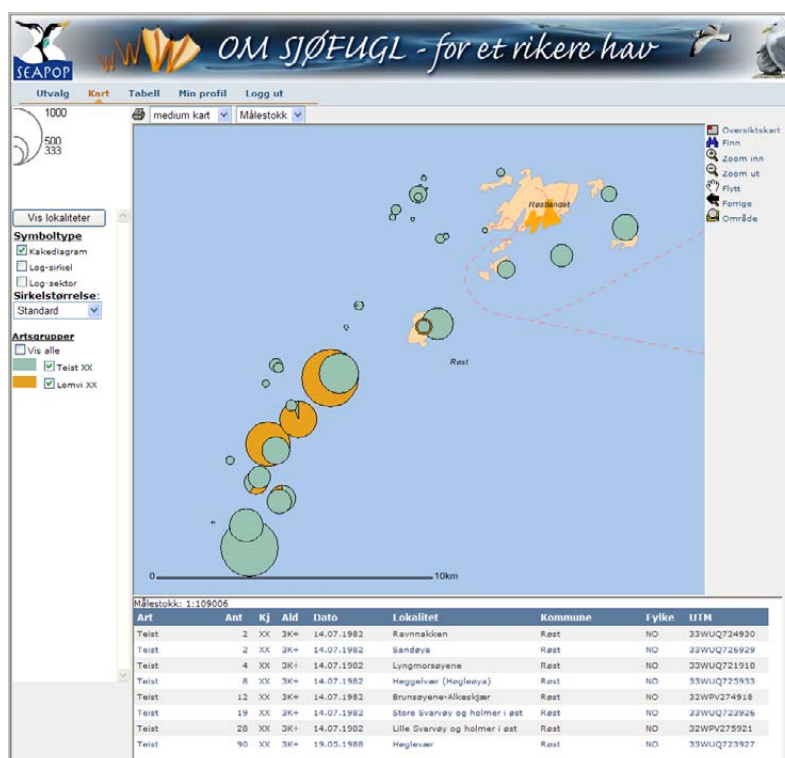 OM SJØFUGL - for et rikere hav
SEAPOP
Utvalg Kart Tabell Min profil Logg ut
1000
500
333
medium kart Målestokk
Oversiktskart
Finn
Zoom inn
Zoom ut
Flytt
Forrige
Område
Vis lokaliteter
Symboltype
Kakediagram
Log-sirkel
Log-sektor
Sirkelstørrelse:
Standard
Artsgrupper
Vis alle
Teist XX
Lomvi XX
Røstlandet
Røst
0 10km
Målestokk: 1:109006
Art Ant Kj Ald Dato Lokalitet Kommune Fylke UTM
Teist 2 XX 3K+ 14.07.1982 Ravnnakken Røst NO 33WUQ724930
Teist 2 XX 3K+ 14.07.1982 Sandøya Røst NO 33WUQ726929
Teist 4 XX 3K+ 14.07.1982 Lyngmorsøyene Røst NO 33WUQ721918
Teist 8 XX 3K+ 14.07.1982 Heggelvær (Høgleøya) Røst NO 33WUQ725933
Teist 12 XX 3K+ 14.07.1982 Brunsøyene-Alkeskjær Røst NO 32WPV274918
Teist 19 XX 3K+ 14.07.1982 Store Svarvøy og holmer i øst Røst NO 33WUQ723926
Teist 28 XX 3K+ 14.07.1982 Lille Svarvøy og holmer i øst Røst NO 32WPV275921
Teist 90 XX 3K+ 19.05.1988 Heglevær Røst NO 33WUQ723927